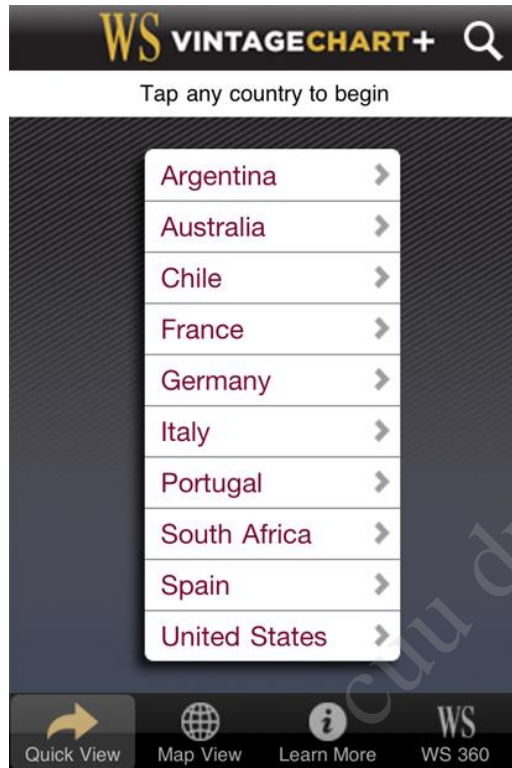 WS VINTAGECHART+
Tap any country to begin
Argentina
Australia
Chile
France
Germany
Italy
Portugal
South Africa
Spain
United States
cuu d
WS
Quick View Map View Learn More WS 360